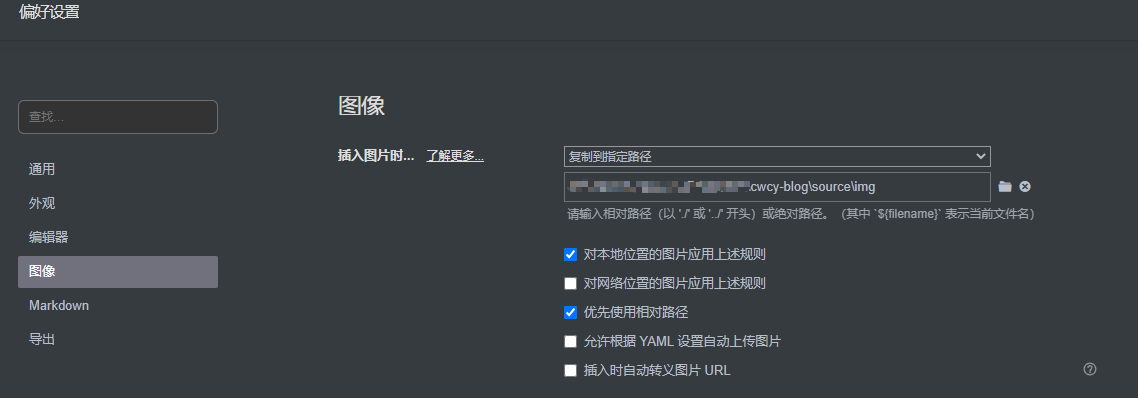 偏好设置
查找...
通用
外观
编辑器
图像
Markdown
导出
图像
插入图片时... 了解更多...
复制到指定路径
cwcy-blog\source\img
请输入相对路径（以 './' 或 '../' 开头）或绝对路径。（其中 `${filename}` 表示当前文件名）
对本地位置的图片应用上述规则
对网络位置的图片应用上述规则
优先使用相对路径
允许根据 YAML 设置自动上传图片
插入时自动转义图片 URL